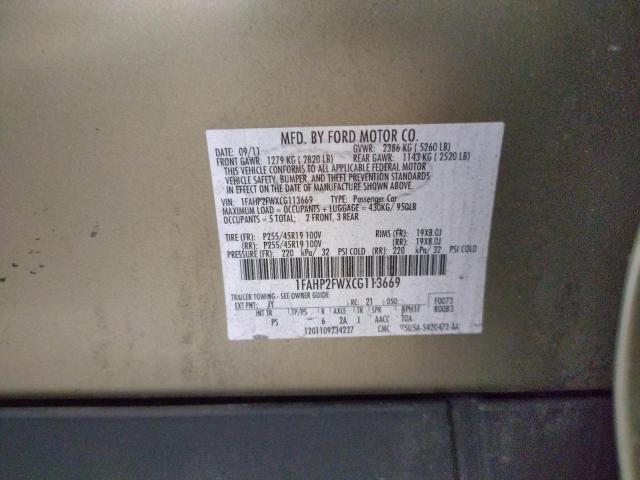 MFD. BY FORD MOTOR CO.
DATE: 09/11 GVWR: 2386 KG ( 5260 LB)
FRONT GAWR: 1279 KG ( 2820 LB) REAR GAWR: 1143 KG ( 2520 LB)
THIS VEHICLE CONFORMS TO ALL APPLICABLE FEDERAL MOTOR
VEHICLE SAFETY, BUMPER, AND THEFT PREVENTION STANDARDS
IN EFFECT ON THE DATE OF MANUFACTURE SHOWN ABOVE.
VIN: 1FAHP2FWXCG113669 TYPE: Passenger Car
MAXIMUM LOAD = OCCUPANTS + LUGGAGE = 430KG / 950LB
OCCUPANTS = 5 TOTAL; 2 FRONT, 3 REAR
TIRE (FR): P255/45R19 100V RIMS (FR): 19X8.0J
(RR): P255/45R19 100V (RR): 19X8.0J
PRESSURE (FR): 220 kPa/ 32 PSI COLD (RR): 220 kPa/ 32 PSI COLD
1FAHP2FWXCG113669
TRAILER TOWING - SEE OWNER GUIDE
EXT PNT: JY RC: 21 DSO: F0073
INT TR TP/PS R AXLE TR SPR BPH1F R0083
PS 6 2A J AACC TOA
1201109234227 CMC